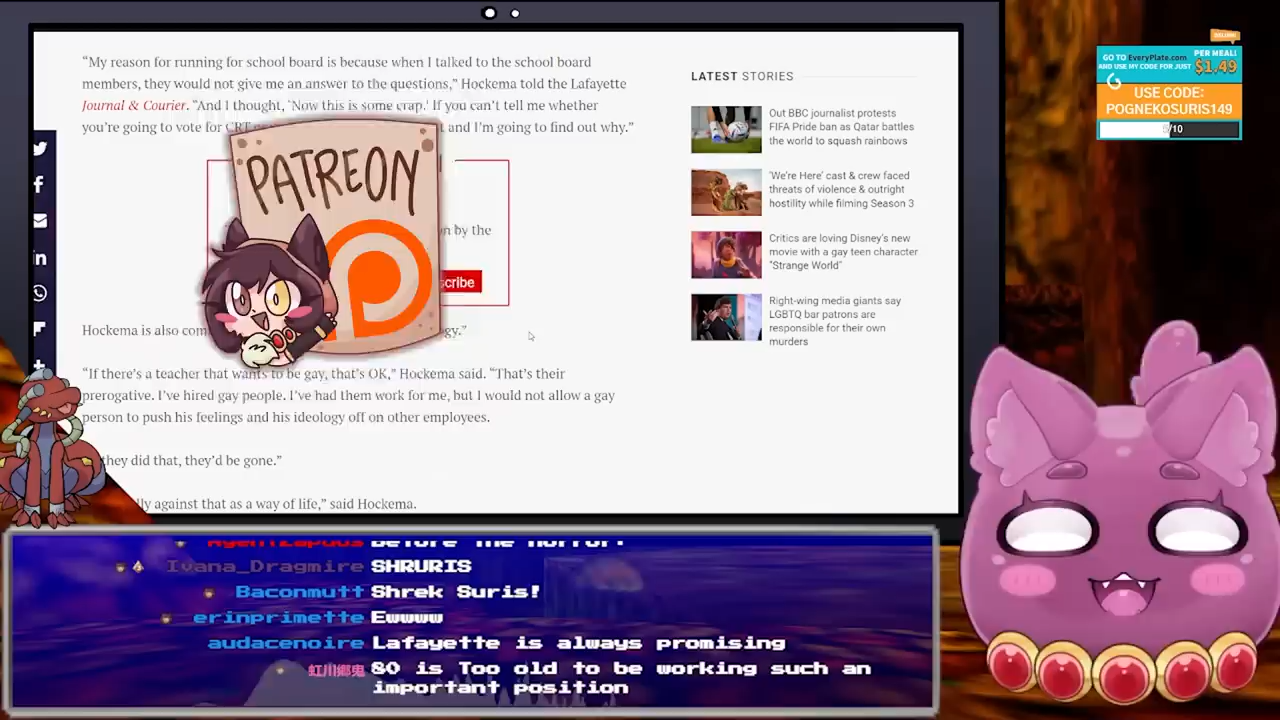 "My reason for running for school board is because when I talked to the school board
members, they would not give me an answer to the questions," Hockema told the Lafayette
Journal & Courier. "And I thought, 'Now this is some crap.' If you can't tell me whether
you're going to vote for CRT and I'm going to find out why."
PATREON
n by the
scribe
Hockema is also com gy."
"If there's a teacher that wants to be gay, that's OK," Hockema said. "That's their
prerogative. I've hired gay people. I've had them work for me, but I would not allow a gay
person to push his feelings and his ideology off on other employees.
they did that, they'd be gone."
lly against that as a way of life," said Hockema.
LATEST STORIES
Out BBC journalist protests
FIFA Pride ban as Qatar battles
the world to squash rainbows
'We're Here' cast & crew faced
threats of violence & outright
hostility while filming Season 3
Critics are loving Disney's new
movie with a gay teen character
"Strange World"
Right-wing media giants say
LGBTQ bar patrons are
responsible for their own
murders
GO TO EveryPlate.com
AND USE MY CODE FOR JUST
PER MEAL!
$1.49
USE CODE:
POGNEKOSURIS149
/10
AgentZapdos Before the horror!
Ivana_Dragmire SHRURIS
Baconmutt Shrek Suris!
erinprimette Ewwww
audacenoire Lafayette is always promising
虹川郷鬼 80 is Too old to be working such an
important position